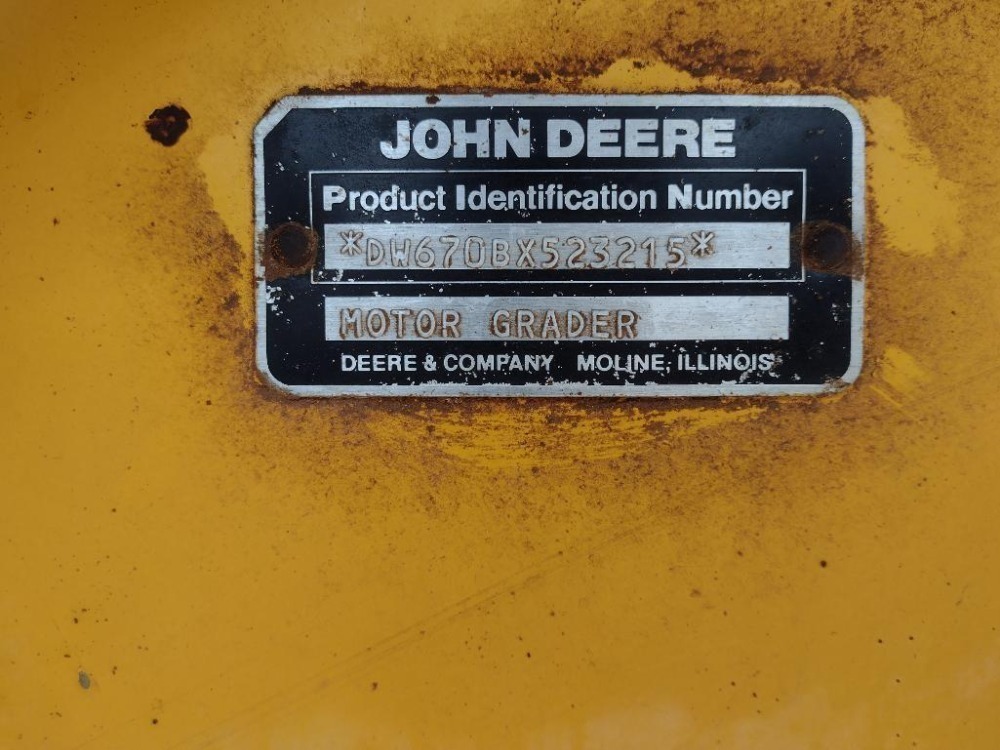 JOHN DEERE
Product Identification Number
*DW670BX523215*
MOTOR GRADER
DEERE & COMPANY MOLINE, ILLINOIS